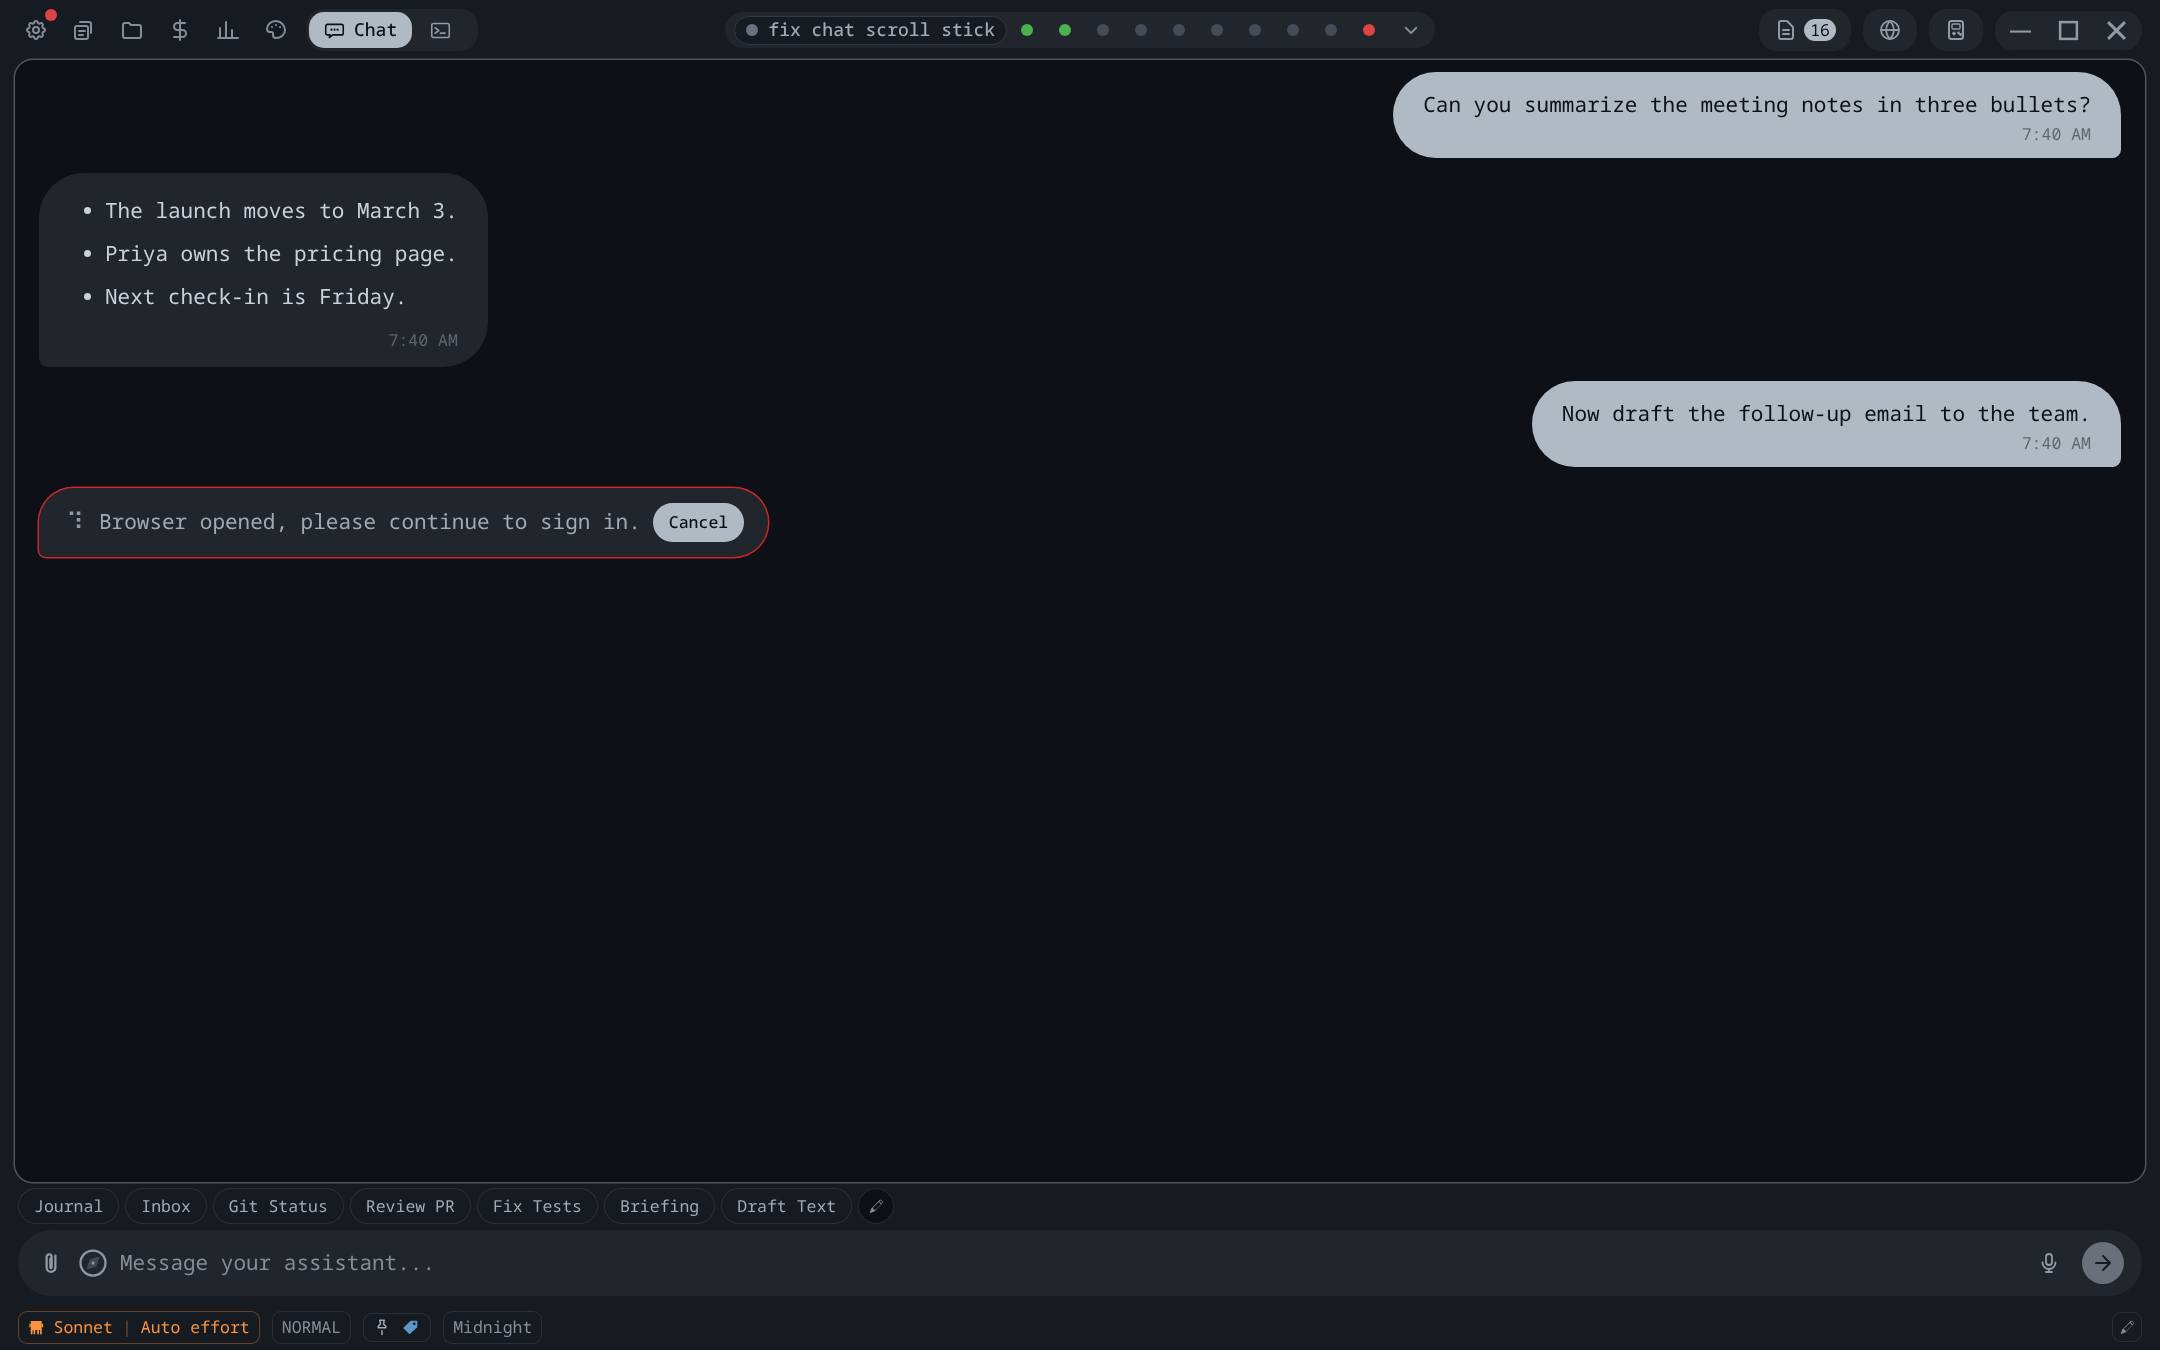 Chat
fix chat scroll stick
16
Can you summarize the meeting notes in three bullets?
7:40 AM
• The launch moves to March 3.
• Priya owns the pricing page.
• Next check-in is Friday.
7:40 AM
Now draft the follow-up email to the team.
7:40 AM
Browser opened, please continue to sign in. Cancel
Journal Inbox Git Status Review PR Fix Tests Briefing Draft Text
Message your assistant...
Sonnet | Auto effort NORMAL Midnight